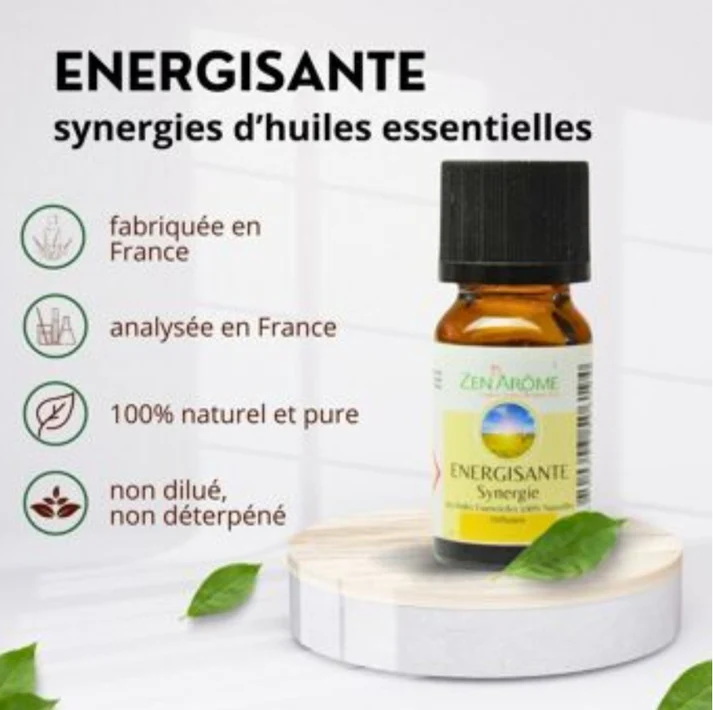 ENERGISANTE
synergies d’huiles essentielles
fabriquée en
France
analysée en France
100% naturel et pure
non dilué,
non déterpéné
ZEN'ARÔME
ENERGISANTE
Synergie